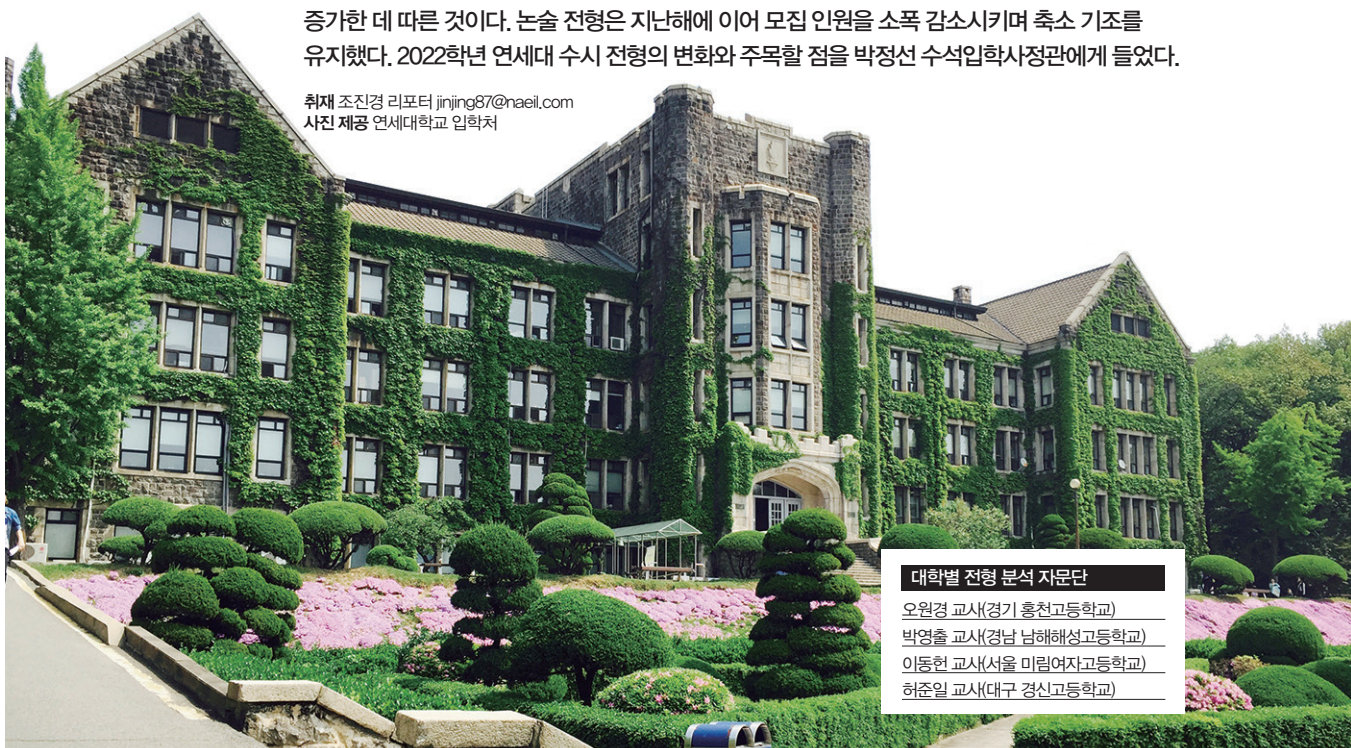 증가한 데 따른 것이다. 논술 전형은 지난해에 이어 모집 인원을 소폭 감소시키며 축소 기조를
유지했다. 2022학년 연세대 수시 전형의 변화와 주목할 점을 박정선 수석입학사정관에게 들었다.
취재 조진경 리포터 jinjing87@naeil.com
사진 제공 연세대학교 입학처
대학별 전형 분석 자문단
오원경 교사(경기 홍천고등학교)
박영출 교사(경남 남해해성고등학교)
이동헌 교사(서울 미림여자고등학교)
허준일 교사(대구 경신고등학교)